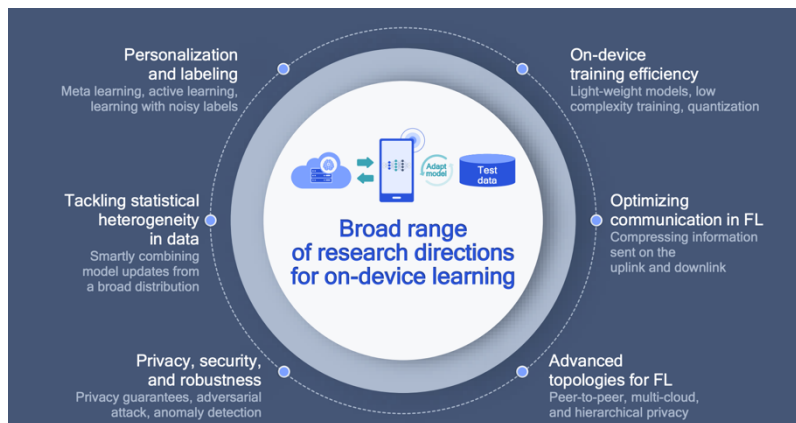 Personalization
and labeling
Meta learning, active learning,
learning with noisy labels
On-device
training efficiency
Light-weight models, low
complexity training, quantization
Adapt
model
Test
data
Broad range
of research directions
for on-device learning
Tackling statistical
heterogeneity
in data
Smartly combining
model updates from
a broad distribution
Optimizing
communication in FL
Compressing information
sent on the
uplink and downlink
Privacy, security,
and robustness
Privacy guarantees, adversarial
attack, anomaly detection
Advanced
topologies for FL
Peer-to-peer, multi-cloud,
and hierarchical privacy